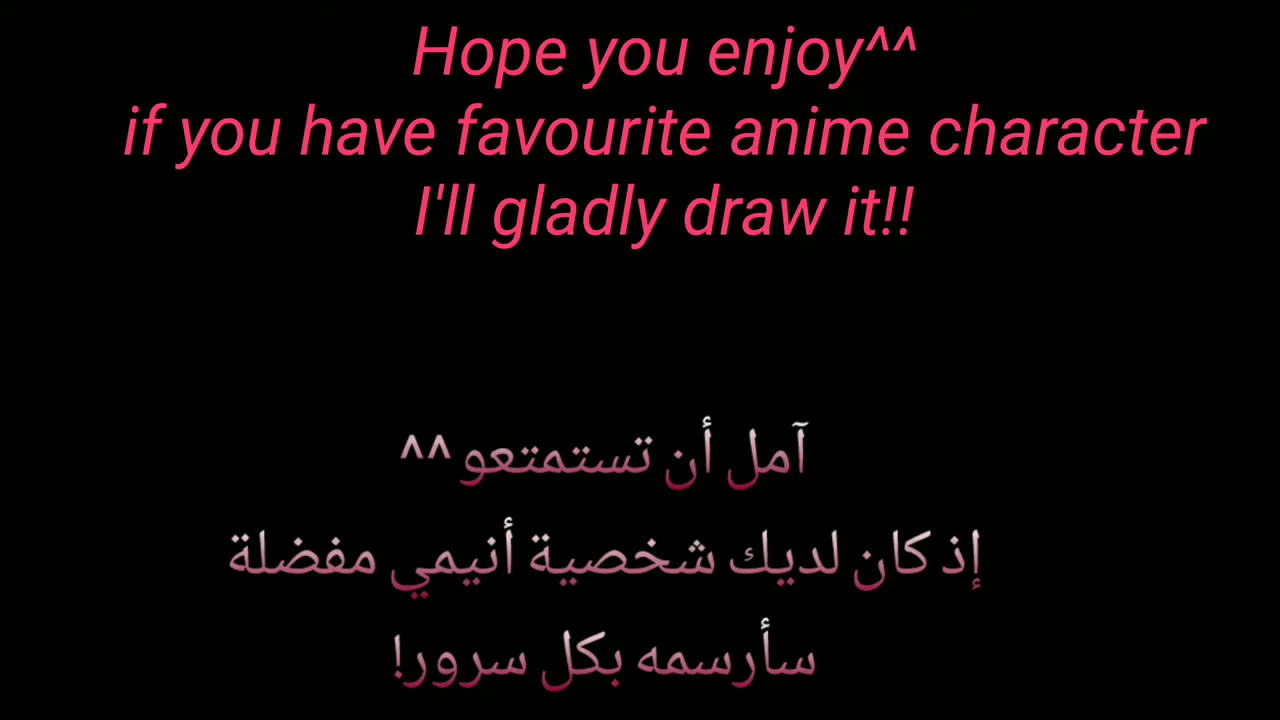 Hope you enjoy^^
if you have favourite anime character
I'll gladly draw it!!
آمل أن تستمتعو ^^
إذ كان لديك شخصية أنيمي مفضلة
سأرسمه بكل سرور!